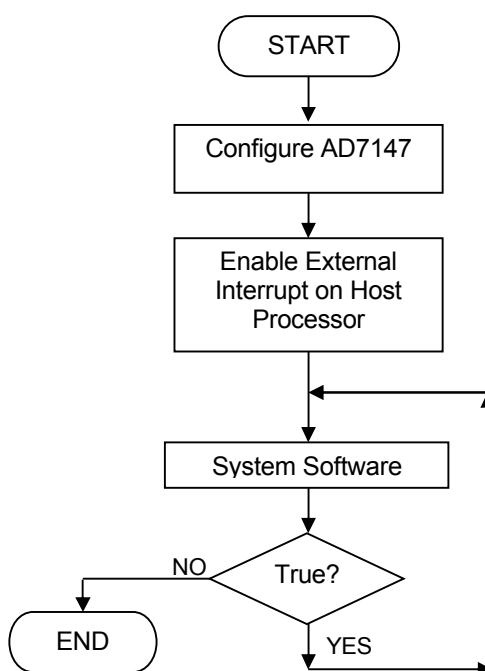 START
Configure AD7147
Enable External
Interrupt on Host
Processor
System Software
True?
NO
END
YES